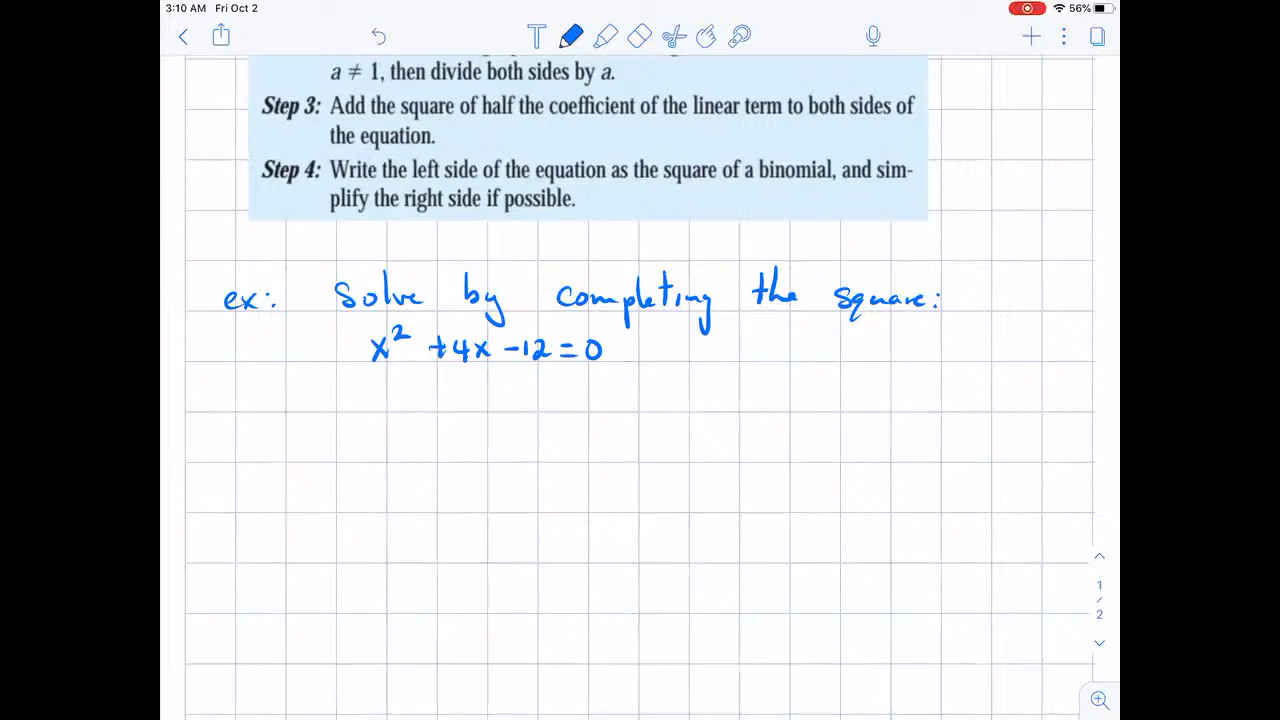 3:10 AM Fri Oct 2
56%
T
a ≠ 1, then divide both sides by a.
Step 3: Add the square of half the coefficient of the linear term to both sides of
the equation.
Step 4: Write the left side of the equation as the square of a binomial, and sim-
plify the right side if possible.
ex: Solve by completing the square:
x² +4x -12 = 0
1
/
2